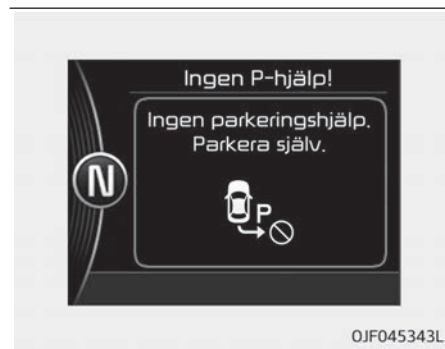 Ingen P-hjälp!
Ingen parkeringshjälp.
Parkera själv.
N
P
OJF045343L